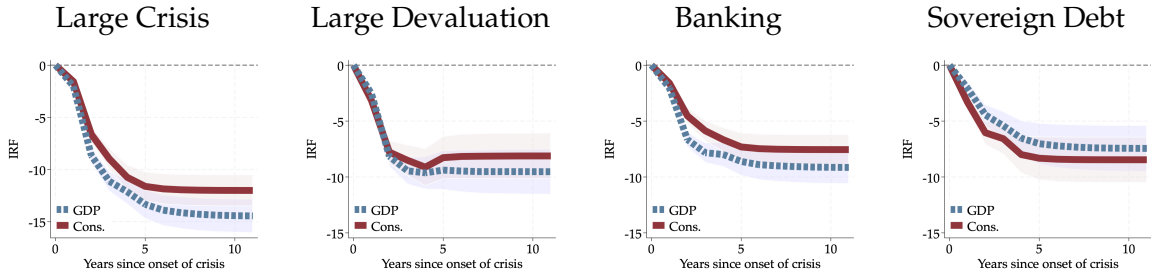 Large Crisis
0
-5
-10
-15
IRF
GDP
Cons.
0
5
10
Years since onset of crisis
Large Devaluation
0
-5
-10
-15
IRF
GDP
Cons.
0
5
10
Years since onset of crisis
Banking
0
-5
-10
-15
IRF
GDP
Cons.
0
5
10
Years since onset of crisis
Sovereign Debt
0
-5
-10
-15
IRF
GDP
Cons.
0
5
10
Years since onset of crisis